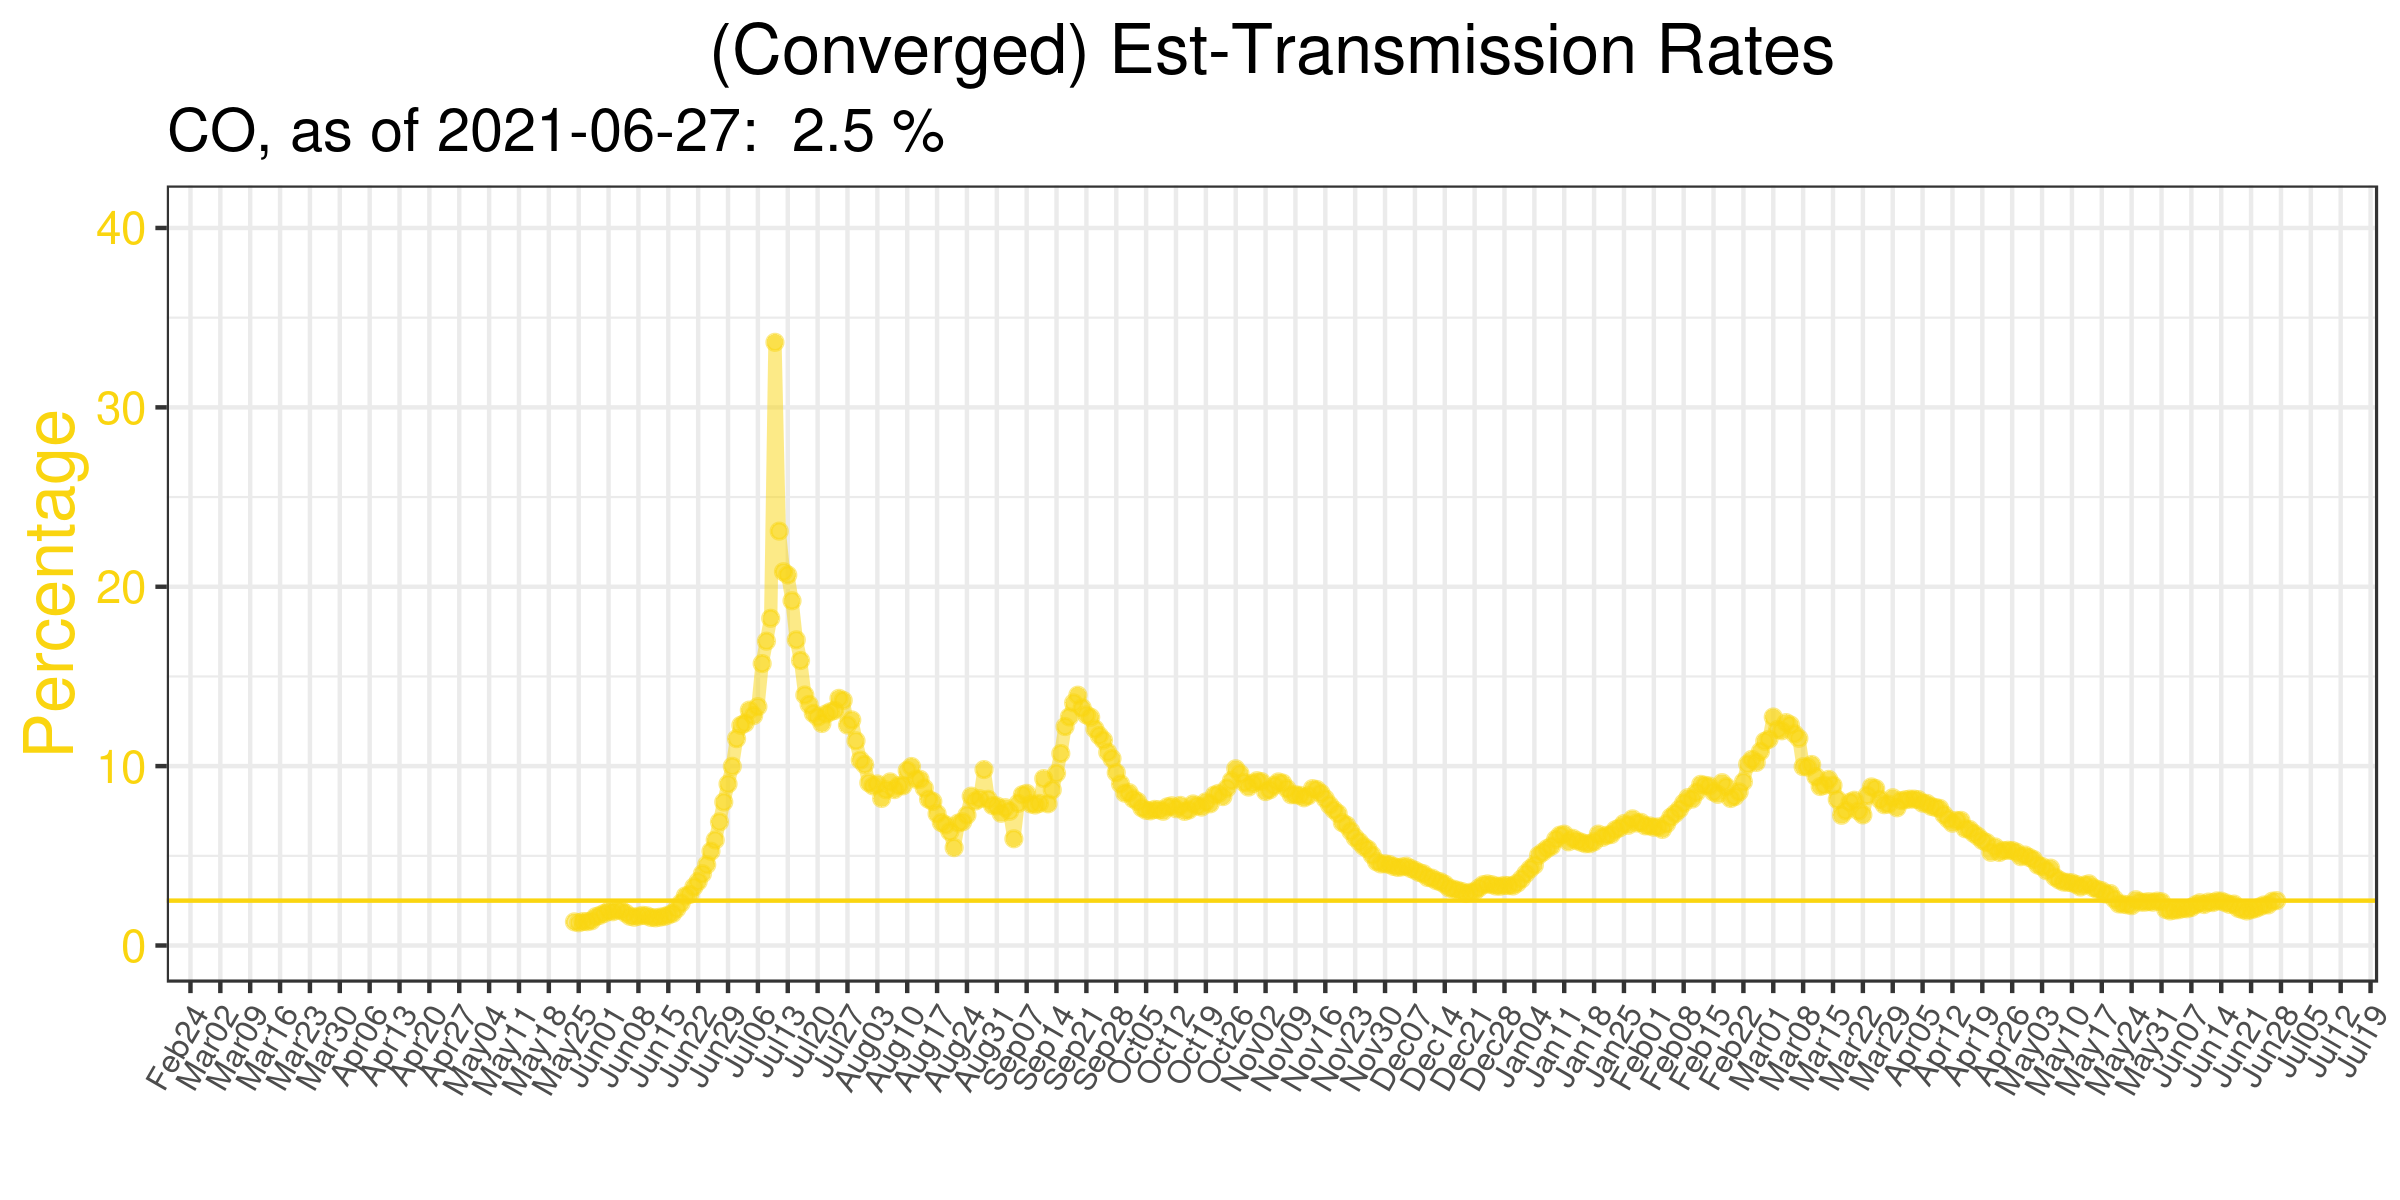 (Converged) Est-Transmission Rates
CO, as of 2021-06-27: 2.5 %
Percentage
40
30
20
10
0
Feb24
Mar02
Mar09
Mar16
Mar23
Mar30
Apr06
Apr13
Apr20
Apr27
May04
May11
May18
May25
Jun01
Jun08
Jun15
Jun22
Jun29
Jul06
Jul13
Jul20
Jul27
Aug03
Aug10
Aug17
Aug24
Aug31
Sep07
Sep14
Sep21
Sep28
Oct05
Oct12
Oct19
Oct26
Nov02
Nov09
Nov16
Nov23
Nov30
Dec07
Dec14
Dec21
Dec28
Jan04
Jan11
Jan18
Jan25
Feb01
Feb08
Feb15
Feb22
Mar01
Mar08
Mar15
Mar22
Mar29
Apr05
Apr12
Apr19
Apr26
May03
May10
May17
May24
May31
Jun07
Jun14
Jun21
Jun28
Jul05
Jul12
Jul19